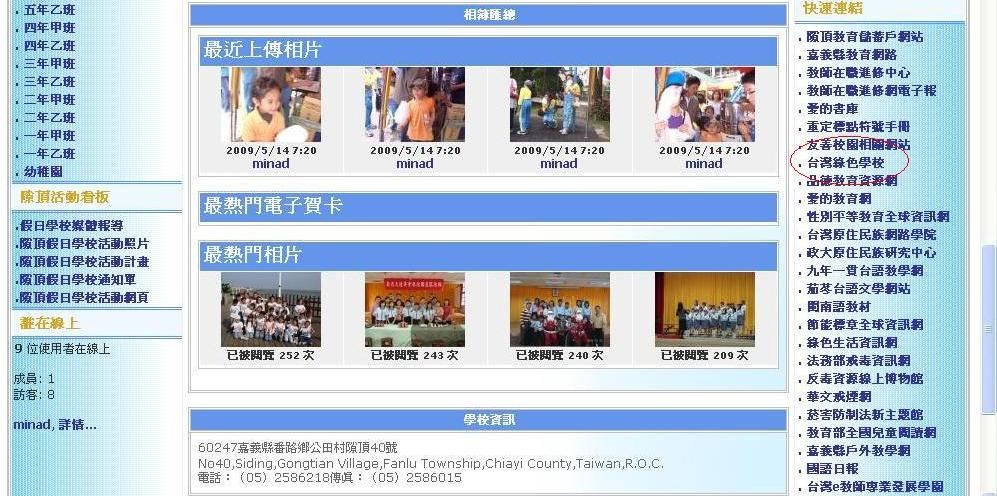 . 五年乙班
. 四年甲班
. 四年乙班
. 三年甲班
. 三年乙班
. 二年甲班
. 二年乙班
. 一年甲班
. 一年乙班
. 幼稚園
隙頂活動看板
.假日學校媒體報導
.隙頂假日學校活動照片
.隙頂假日學校活動計畫
.隙頂假日學校通知單
.隙頂假日學校活動網頁
誰在線上
9 位使用者在線上
成員: 1
訪客: 8
minad, 詳情...
相簿匯總
最近上傳相片
2009/5/14 7:20
minad
2009/5/14 7:20
minad
2009/5/14 7:20
minad
2009/5/14 7:20
minad
最熱門電子賀卡
最熱門相片
已被閱覽 252 次
已被閱覽 243 次
已被閱覽 240 次
已被閱覽 209 次
學校資訊
60247嘉義縣番路鄉公田村隙頂40號
No40,Siding,Gongtian Village,Fanlu Township,Chiayi County,Taiwan,R.O.C.
電話：（05）2586218傳真：（05）2586015
快速連結
. 隙頂教育儲蓄戶網站
. 嘉義縣教育網路
. 教師在職進修中心
. 教師在職進修網電子報
. 愛的書庫
. 重定標點符號手冊
. 友善校園相關網站
. 台灣綠色學校
. 品德教育資源網
. 愛的教育網
. 性別平等教育全球資訊網
. 台灣原住民族網路學院
. 政大原住民族研究中心
. 九年一貫台語教學網
. 茄苳台語文學網站
. 閩南語教材
. 節能標章全球資訊網
. 綠色生活資訊網
. 法務部戒毒資訊網
. 反毒資源線上博物館
. 華文戒煙網
. 菸害防制法新主題館
. 教育部全國兒童閱讀網
. 嘉義縣戶外教學網
. 國語日報
. 台灣e教師專業發展學園